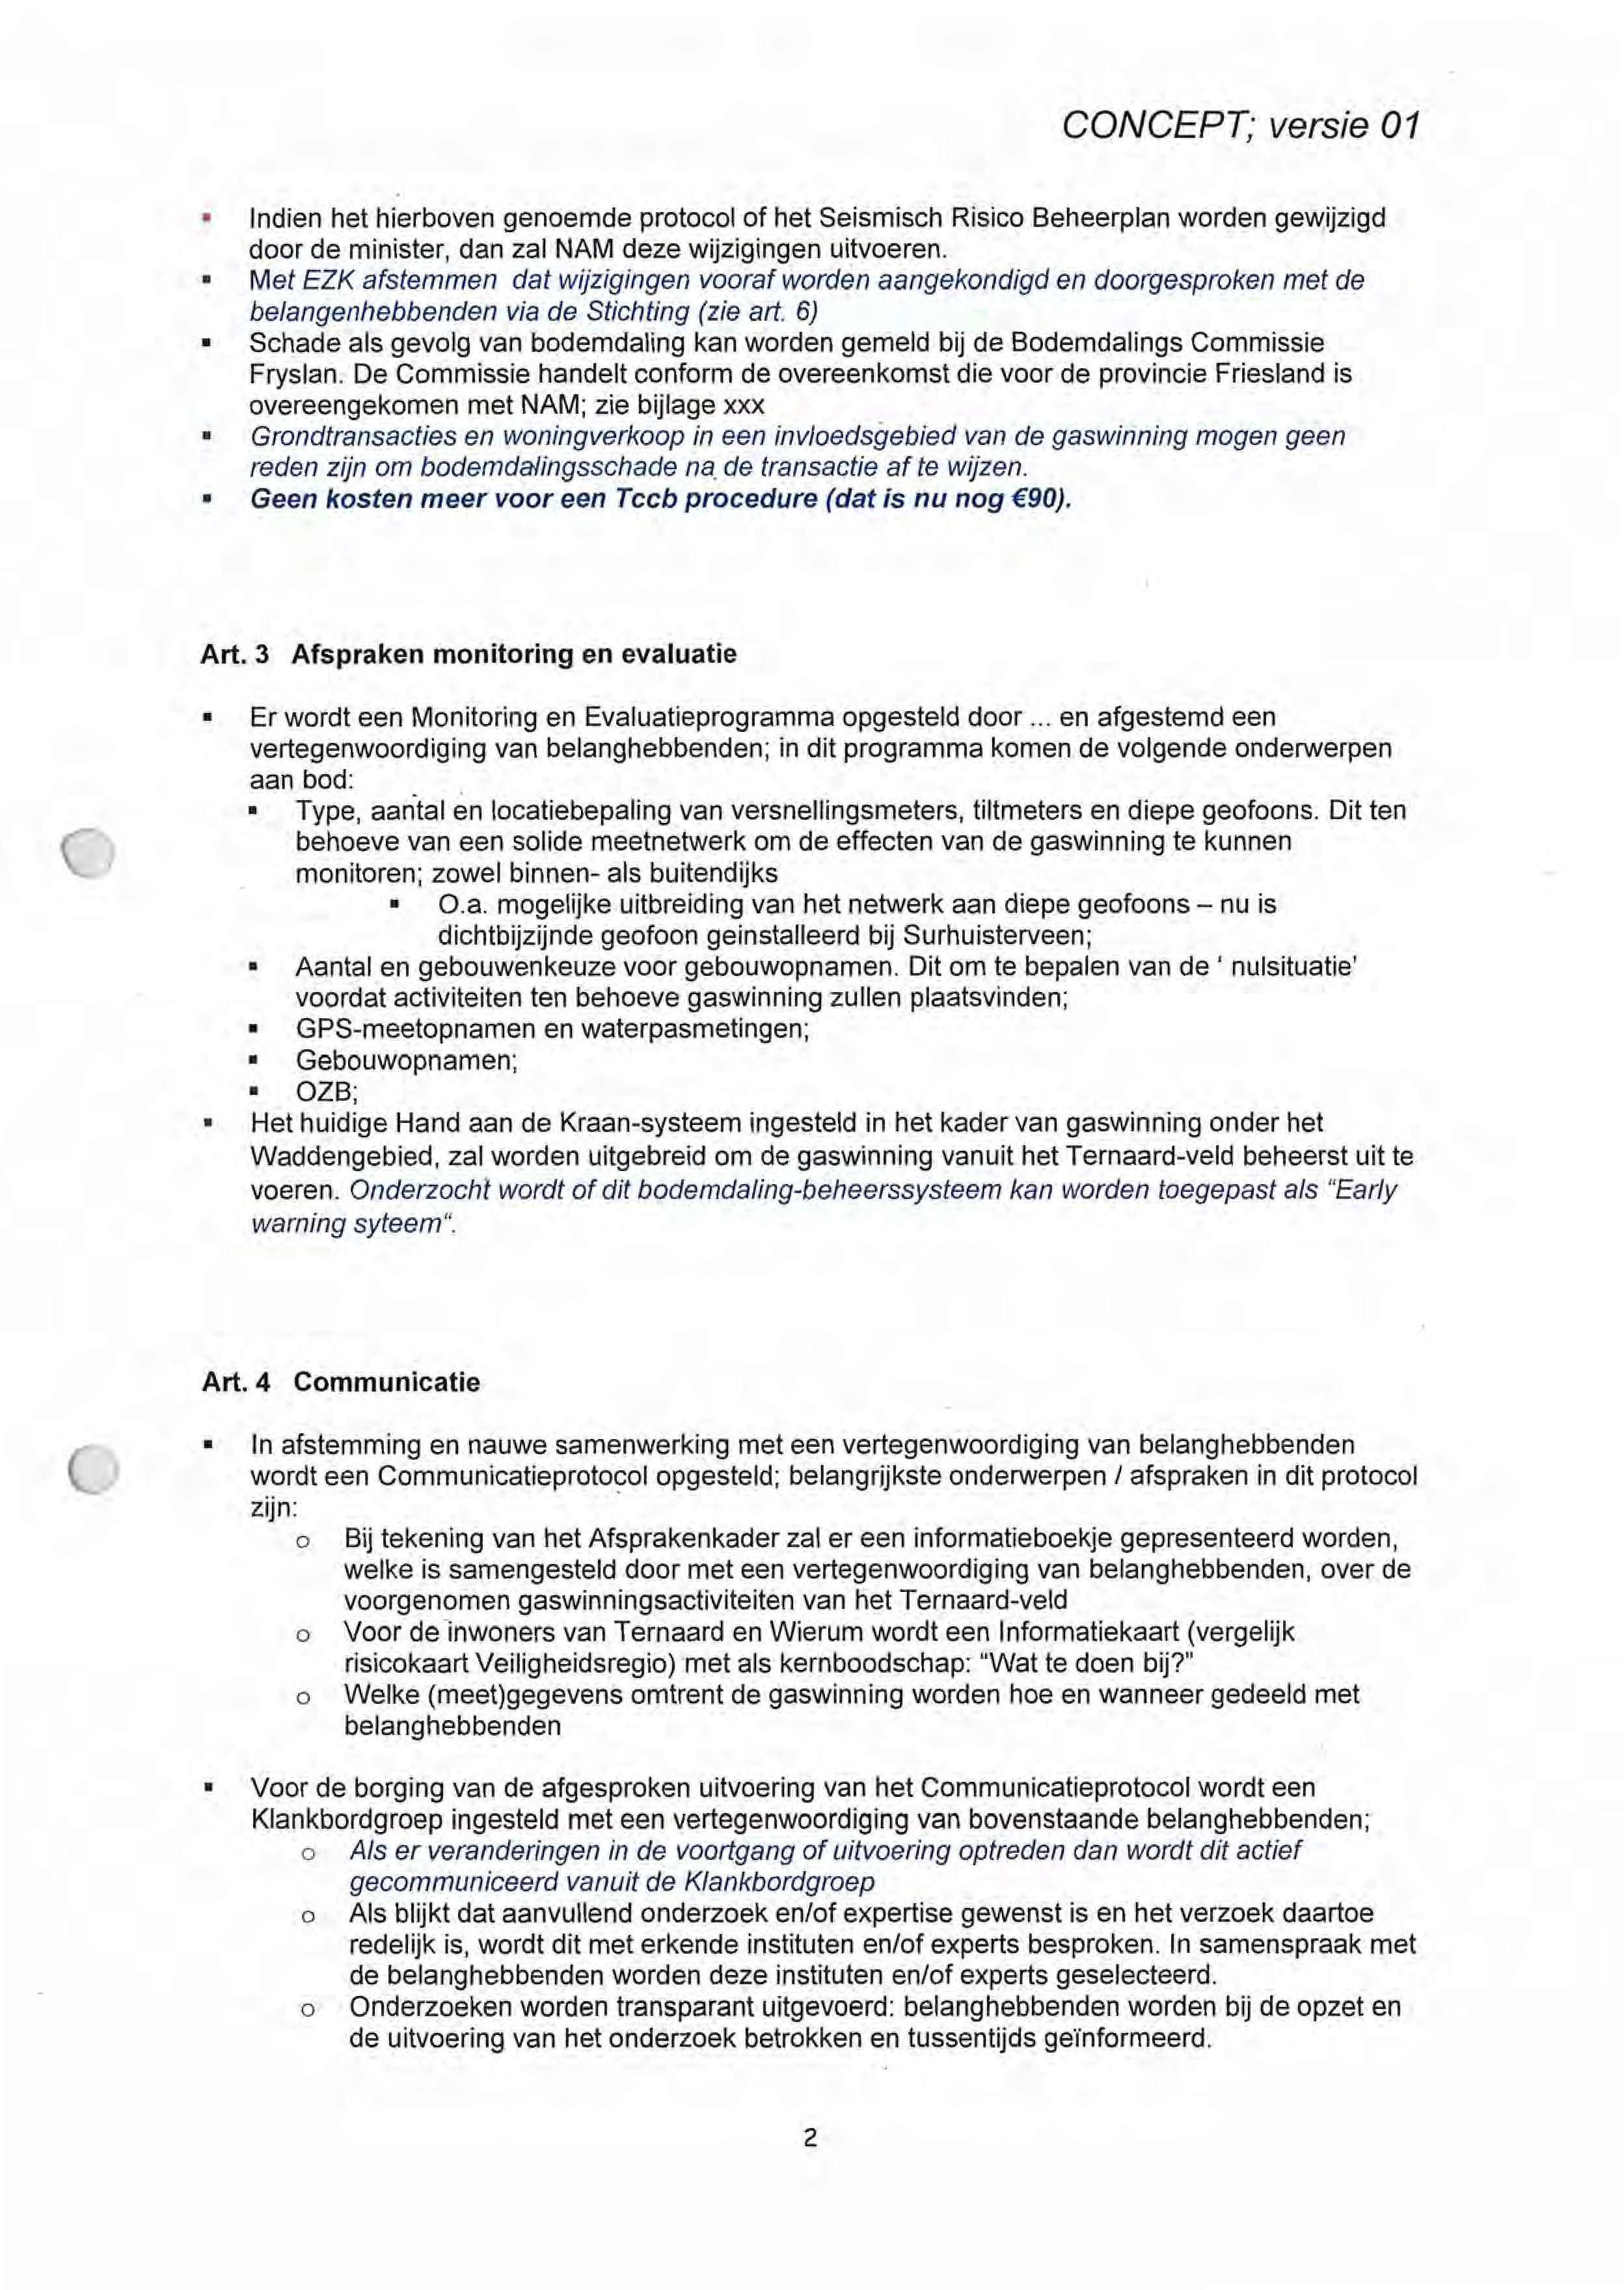 CONCEPT; versie 01
▪ Indien het hierboven genoemde protocol of het Seismisch Risico Beheerplan worden gewijzigd
door de minister, dan zal NAM deze wijzigingen uitvoeren.
▪ Met EZK afstemmen dat wijzigingen vooraf worden aangekondigd en doorgesproken met de
belangenhebbenden via de Stichting (zie art. 6)
▪ Schade als gevolg van bodemdaling kan worden gemeld bij de Bodemdalings Commissie
Fryslan. De Commissie handelt conform de overeenkomst die voor de provincie Friesland is
overeengekomen met NAM; zie bijlage xxx
▪ Grondtransacties en woningverkoop in een invloedsgebied van de gaswinning mogen geen
reden zijn om bodemdalingsschade na de transactie af te wijzen.
▪ Geen kosten meer voor een Tccb procedure (dat is nu nog €90).
Art. 3 Afspraken monitoring en evaluatie
▪ Er wordt een Monitoring en Evaluatieprogramma opgesteld door ... en afgestemd een
vertegenwoordiging van belanghebbenden; in dit programma komen de volgende onderwerpen
aan bod:
▪ Type, aantal en locatiebepaling van versnellingsmeters, tiltmeters en diepe geofoons. Dit ten
behoeve van een solide meetnetwerk om de effecten van de gaswinning te kunnen
monitoren; zowel binnen- als buitendijks
▪ O.a. mogelijke uitbreiding van het netwerk aan diepe geofoons – nu is
dichtbijzijnde geofoon geinstalleerd bij Surhuisterveen;
▪ Aantal en gebouwenkeuze voor gebouwopnamen. Dit om te bepalen van de ‘ nulsituatie’
voordat activiteiten ten behoeve gaswinning zullen plaatsvinden;
▪ GPS-meetopnamen en waterpasmetingen;
▪ Gebouwopnamen;
▪ OZB;
▪ Het huidige Hand aan de Kraan-systeem ingesteld in het kader van gaswinning onder het
Waddengebied, zal worden uitgebreid om de gaswinning vanuit het Ternaard-veld beheerst uit te
voeren. Onderzocht wordt of dit bodemdaling-beheerssysteem kan worden toegepast als “Early
warning syteem“.
Art. 4 Communicatie
▪ In afstemming en nauwe samenwerking met een vertegenwoordiging van belanghebbenden
wordt een Communicatieprotocol opgesteld; belangrijkste onderwerpen / afspraken in dit protocol
zijn:
o Bij tekening van het Afsprakenkader zal er een informatieboekje gepresenteerd worden,
welke is samengesteld door met een vertegenwoordiging van belanghebbenden, over de
voorgenomen gaswinningsactiviteiten van het Ternaard-veld
o Voor de inwoners van Ternaard en Wierum wordt een Informatiekaart (vergelijk
risicokaart Veiligheidsregio) met als kernboodschap: “Wat te doen bij?”
o Welke (meet)gegevens omtrent de gaswinning worden hoe en wanneer gedeeld met
belanghebbenden
▪ Voor de borging van de afgesproken uitvoering van het Communicatieprotocol wordt een
Klankbordgroep ingesteld met een vertegenwoordiging van bovenstaande belanghebbenden;
o Als er veranderingen in de voortgang of uitvoering optreden dan wordt dit actief
gecommuniceerd vanuit de Klankbordgroep
o Als blijkt dat aanvullend onderzoek en/of expertise gewenst is en het verzoek daartoe
redelijk is, wordt dit met erkende instituten en/of experts besproken. In samenspraak met
de belanghebbenden worden deze instituten en/of experts geselecteerd.
o Onderzoeken worden transparant uitgevoerd: belanghebbenden worden bij de opzet en
de uitvoering van het onderzoek betrokken en tussentijds geïnformeerd.
2